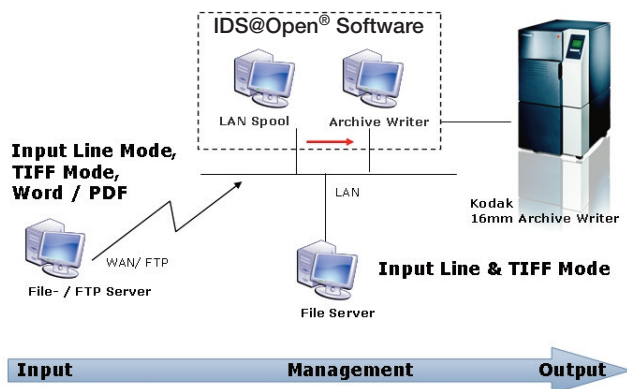 IDS@Open® Software
LAN Spool
Archive Writer
Input Line Mode,
TIFF Mode,
Word / PDF
LAN
Kodak
16mm Archive Writer
WAN/ FTP
File- / FTP Server
Input Line & TIFF Mode
File Server
Input Management Output